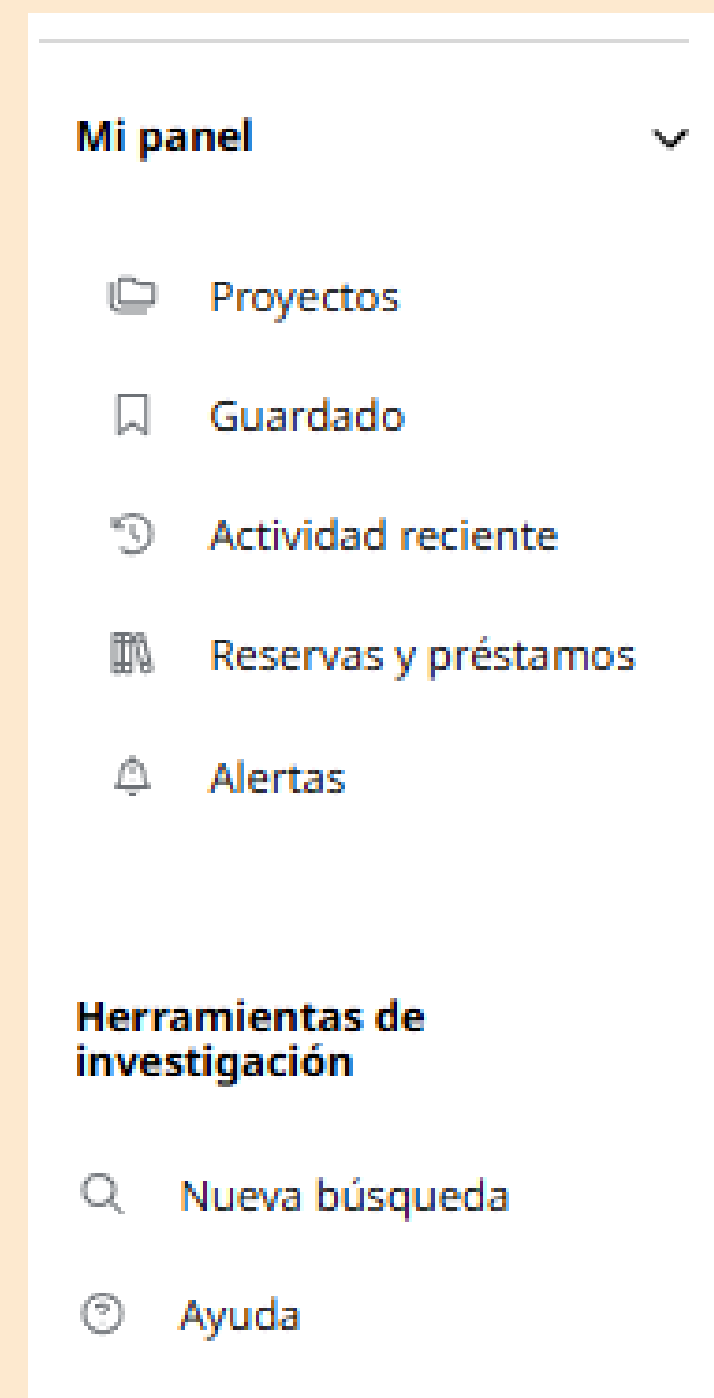 Mi panel
Proyectos
Guardado
Actividad reciente
Reservas y préstamos
Alertas
Herramientas de
investigación
Nueva búsqueda
Ayuda